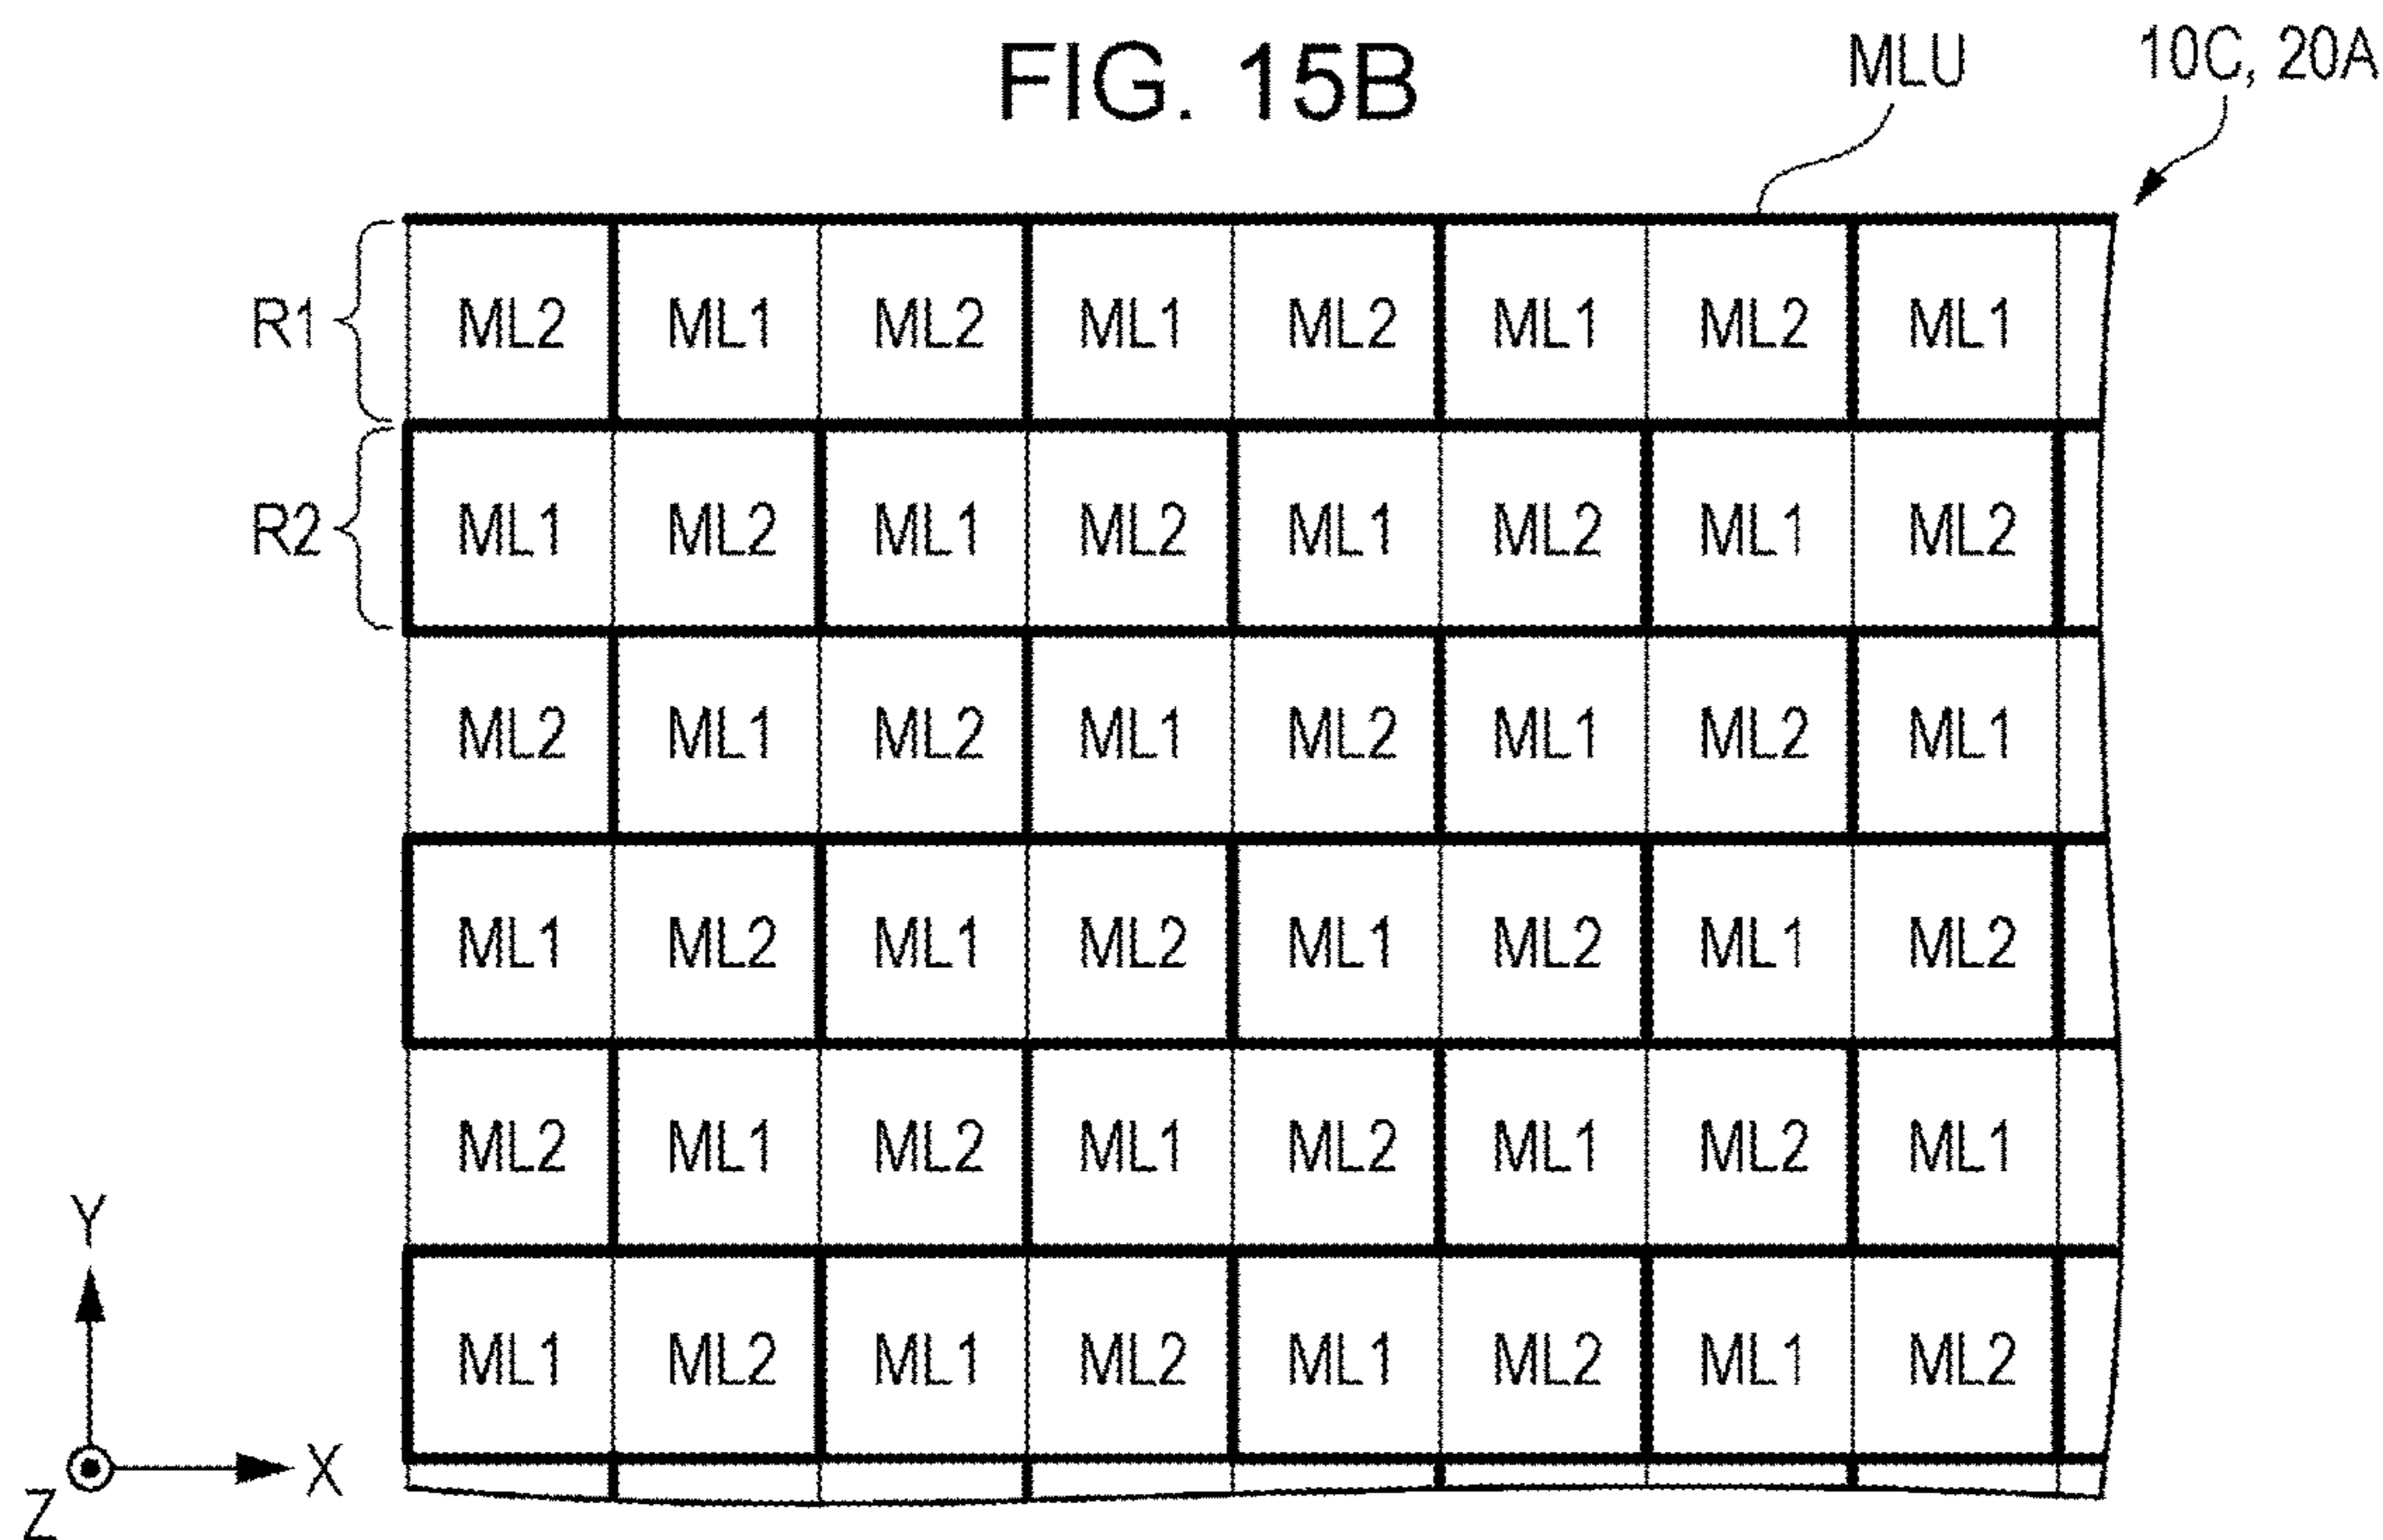 FIG. 15B
MLU
10C, 20A
R1 ML2 ML1 ML2 ML1 ML2 ML1 ML2 ML1
R2 ML1 ML2 ML1 ML2 ML1 ML2 ML1 ML2
ML2 ML1 ML2 ML1 ML2 ML1 ML2 ML1
ML1 ML2 ML1 ML2 ML1 ML2 ML1 ML2
ML2 ML1 ML2 ML1 ML2 ML1 ML2 ML1
Y
ML1 ML2 ML1 ML2 ML1 ML2 ML1 ML2
X
Z